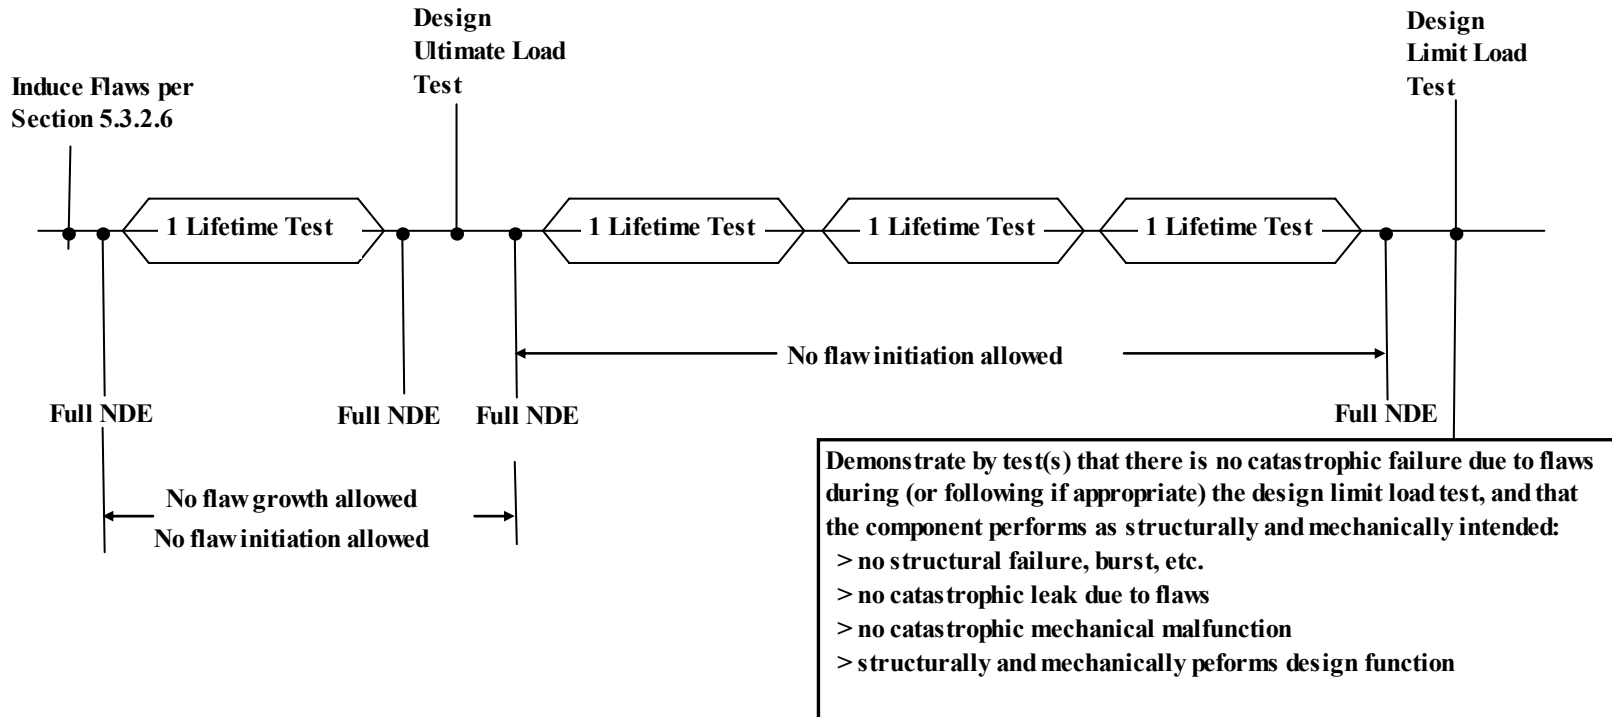 Design
Ultimate Load
Test
Design
Limit Load
Test
Induce Flaws per
Section 5.3.2.6
1 Lifetime Test
1 Lifetime Test
1 Lifetime Test
1 Lifetime Test
No flaw initiation allowed
Full NDE
Full NDE
Full NDE
Full NDE
No flaw growth allowed
No flaw initiation allowed
Demonstrate by test(s) that there is no catastrophic failure due to flaws
during (or following if appropriate) the design limit load test, and that
the component performs as structurally and mechanically intended:
> no structural failure, burst, etc.
> no catastrophic leak due to flaws
> no catastrophic mechanical malfunction
> structurally and mechanically peforms design function